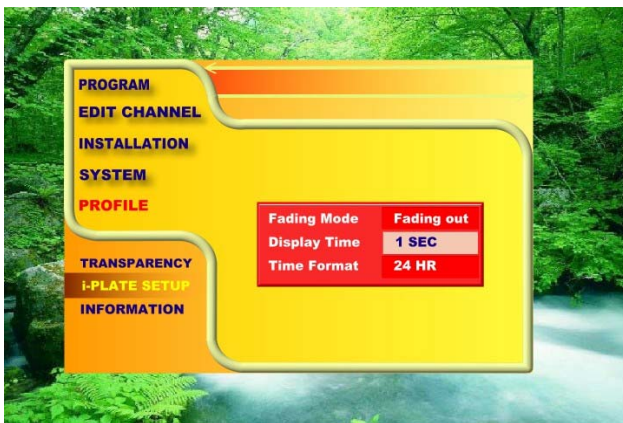 PROGRAM
EDIT CHANNEL
INSTALLATION
SYSTEM
PROFILE
TRANSPARENCY
i-PLATE SETUP
INFORMATION
Fading Mode Fading out
Display Time 1 SEC
Time Format 24 HR